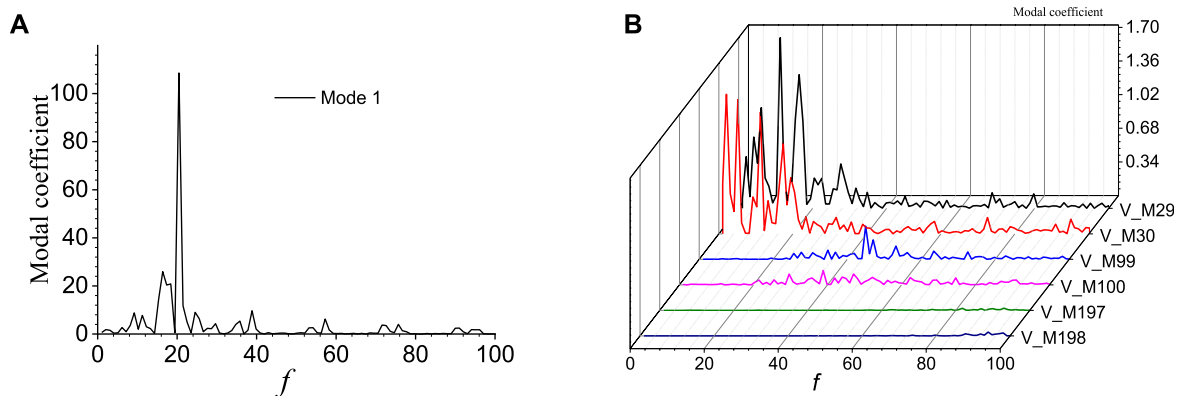 A
Modal coefficient
100
80
60
40
20
0
Mode 1
0 20 40 60 80 100
f
B
Modal coefficient
1.70
1.36
1.02
0.68
0.34
V_M29
V_M30
V_M99
V_M100
V_M197
V_M198
0 20 40 60 80 100
f